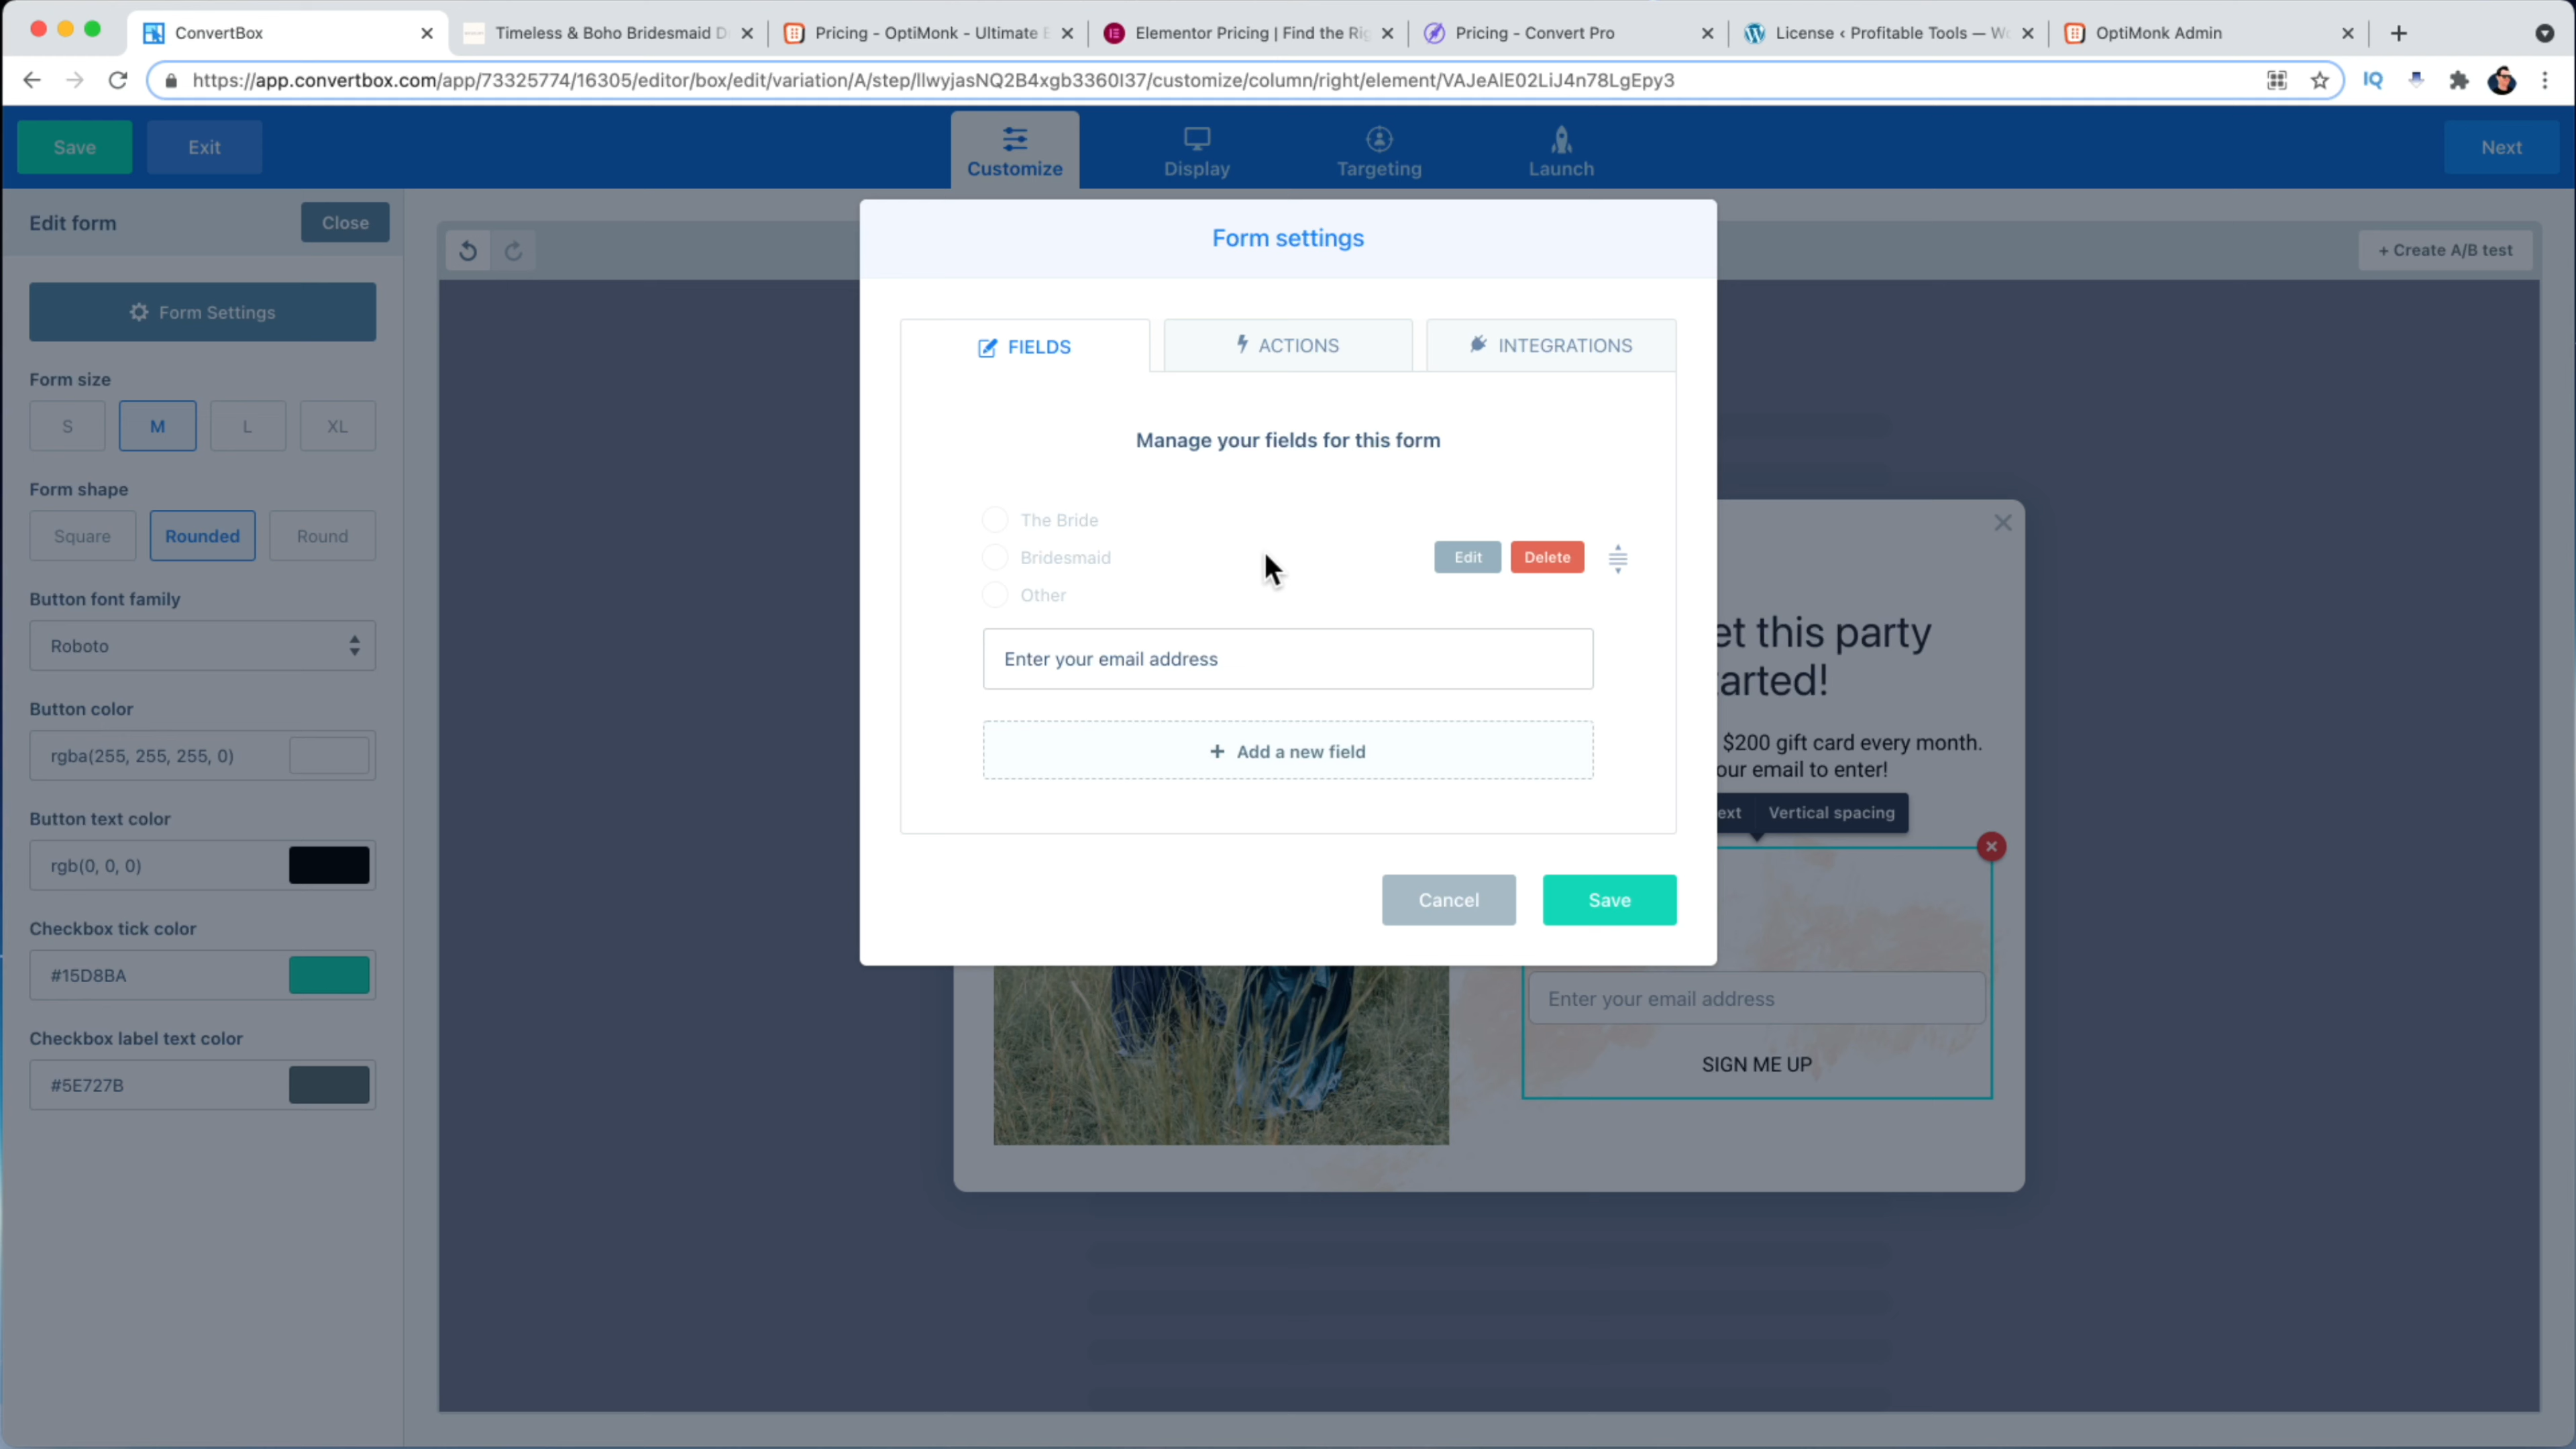 ConvertBox
Timeless & Boho Bridesmaid D
Pricing - OptiMonk - Ultimate E
Elementor Pricing | Find the Rig
Pricing - Convert Pro
License ‹ Profitable Tools — Wo
OptiMonk Admin
https://app.convertbox.com/app/73325774/16305/editor/box/edit/variation/A/step/llwyjasNQ2B4xgb3360I37/customize/column/right/element/VAJeAlE02LiJ4n78LgEpy3
IQ
Save
Exit
Customize
Display
Targeting
Launch
Next
Edit form
Close
+ Create A/B test
Form Settings
Form size
S
M
L
XL
Form shape
Square
Rounded
Round
Button font family
Roboto
Button color
rgba(255, 255, 255, 0)
Button text color
rgb(0, 0, 0)
Checkbox tick color
#15D8BA
Checkbox label text color
#5E727B
Form settings
FIELDS
ACTIONS
INTEGRATIONS
Manage your fields for this form
The Bride
Bridesmaid
Other
Edit
Delete
Enter your email address
+ Add a new field
Cancel
Save
et this party
arted!
$200 gift card every month.
our email to enter!
ext
Vertical spacing
Enter your email address
SIGN ME UP